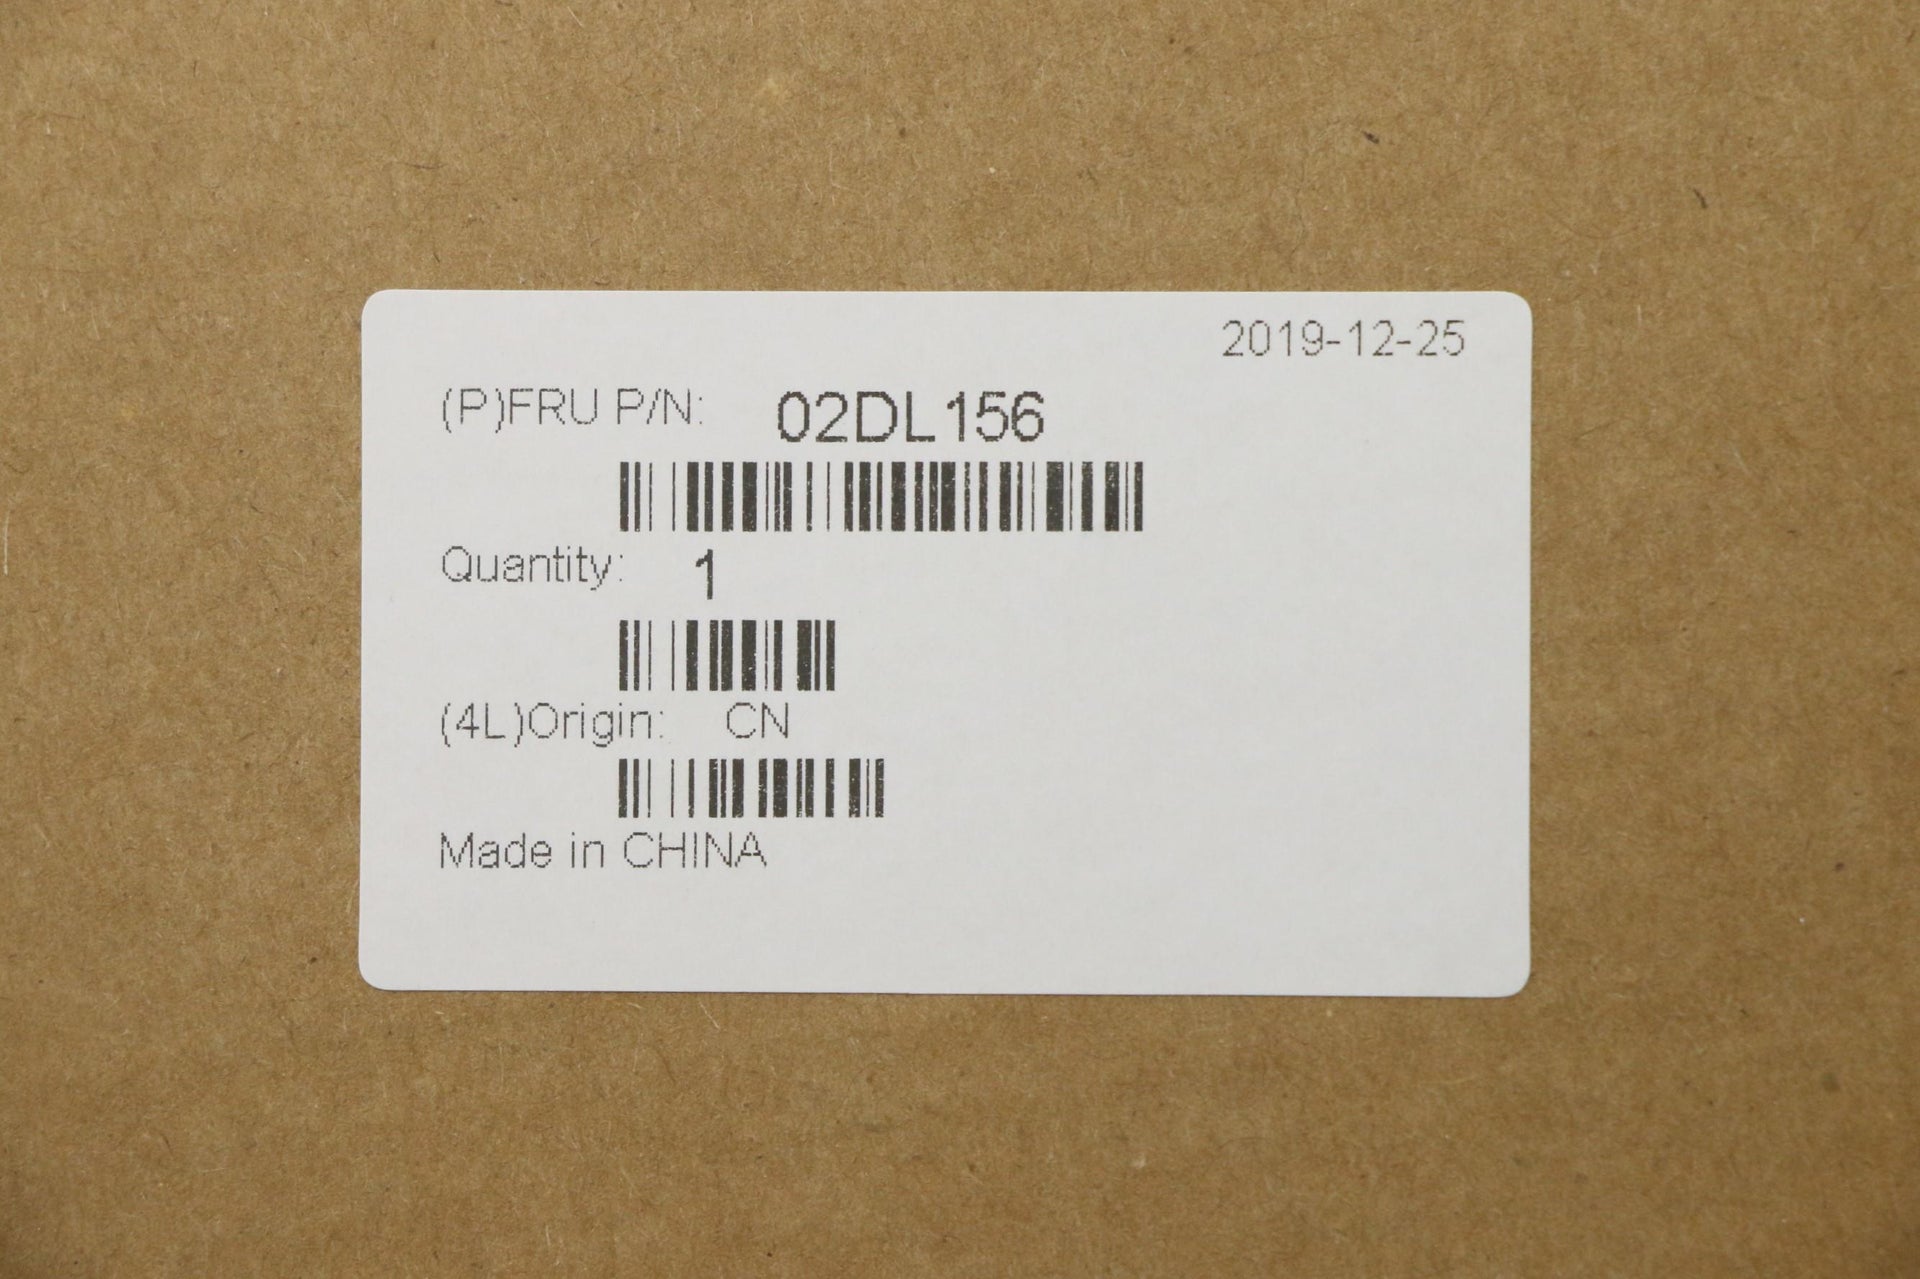 2019-12-25
(P)FRU P/N: 02DL156
Quantity: 1
(4L)Origin: CN
Made in CHINA